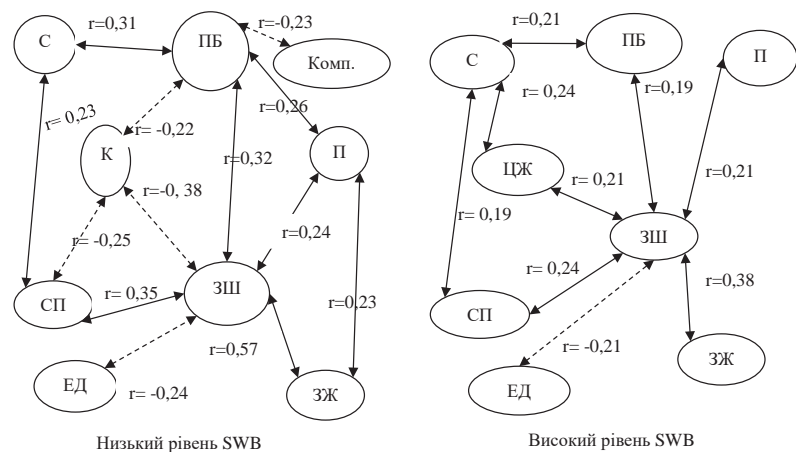 r=0,31
r=-0,23
С
ПБ
Комп.
r= 0,23
r= -0,22
r=0,26
К
r=0,32
П
r=-0, 38
r= -0,25
r=0,24
СП
r= 0,35
ЗШ
r=0,23
r=0,57
ЕД
r= -0,24
ЗЖ
Низький рівень SWB
r=0,21
С
ПБ
П
r= 0,24
r=0,19
ЦЖ
r= 0,21
r=0,21
r= 0,19
ЗШ
r= 0,24
r=0,38
СП
r= -0,21
ЗЖ
ЕД
Високий рівень SWB